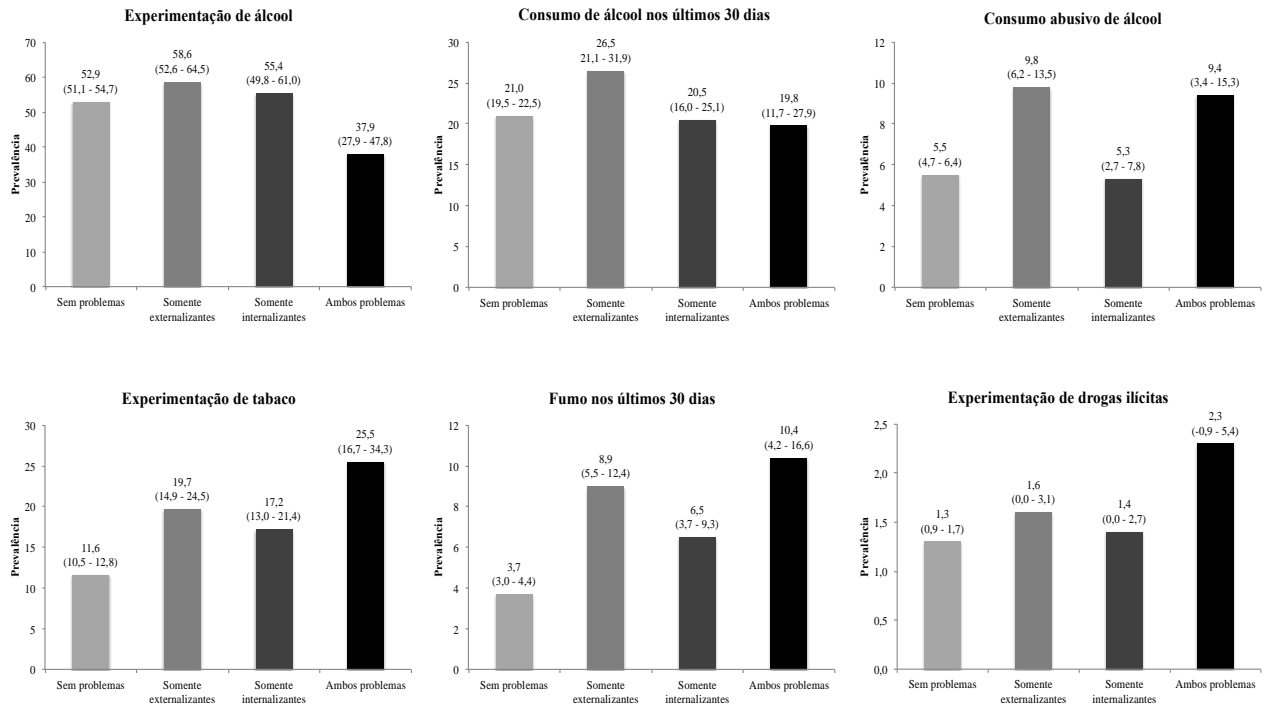 Experimentação de álcool
Prevalência
70
60
50
40
30
20
10
0
52,9
(51,1 - 54,7)
58,6
(52,6 - 64,5)
55,4
(49,8 - 61,0)
37,9
(27,9 - 47,8)
Sem problemas
Somente
externalizantes
Somente
internalizantes
Ambos problemas
Consumo de álcool nos últimos 30 dias
Prevalência
30
25
20
15
10
5
0
21,0
(19,5 - 22,5)
26,5
21,1 - 31,9)
20,5
(16,0 - 25,1)
19,8
(11,7 - 27,9)
Sem problemas
Somente
externalizantes
Somente
internalizantes
Ambos problemas
Consumo abusivo de álcool
Prevalência
12
10
8
6
4
2
0
5,5
(4,7 - 6,4)
9,8
(6,2 - 13,5)
5,3
(2,7 - 7,8)
9,4
(3,4 - 15,3)
Sem problemas
Somente
externalizantes
Somente
internalizantes
Ambos problemas
Experimentação de tabaco
Prevalência
30
25
20
15
10
5
0
11,6
(10,5 - 12,8)
19,7
(14,9 - 24,5)
17,2
(13,0 - 21,4)
25,5
(16,7 - 34,3)
Sem problemas
Somente
externalizantes
Somente
internalizantes
Ambos problemas
Fumo nos últimos 30 dias
Prevalência
12
10
8
6
4
2
0
3,7
(3,0 - 4,4)
8,9
(5,5 - 12,4)
6,5
(3,7 - 9,3)
10,4
(4,2 - 16,6)
Sem problemas
Somente
externalizantes
Somente
internalizantes
Ambos problemas
Experimentação de drogas ilícitas
Prevalência
2,5
2,0
1,5
1,0
0,5
0,0
1,3
(0,9 - 1,7)
1,6
(0,0 - 3,1)
1,4
(0,0 - 2,7)
2,3
(-0,9 - 5,4)
Sem problemas
Somente
externalizantes
Somente
internalizantes
Ambos problemas